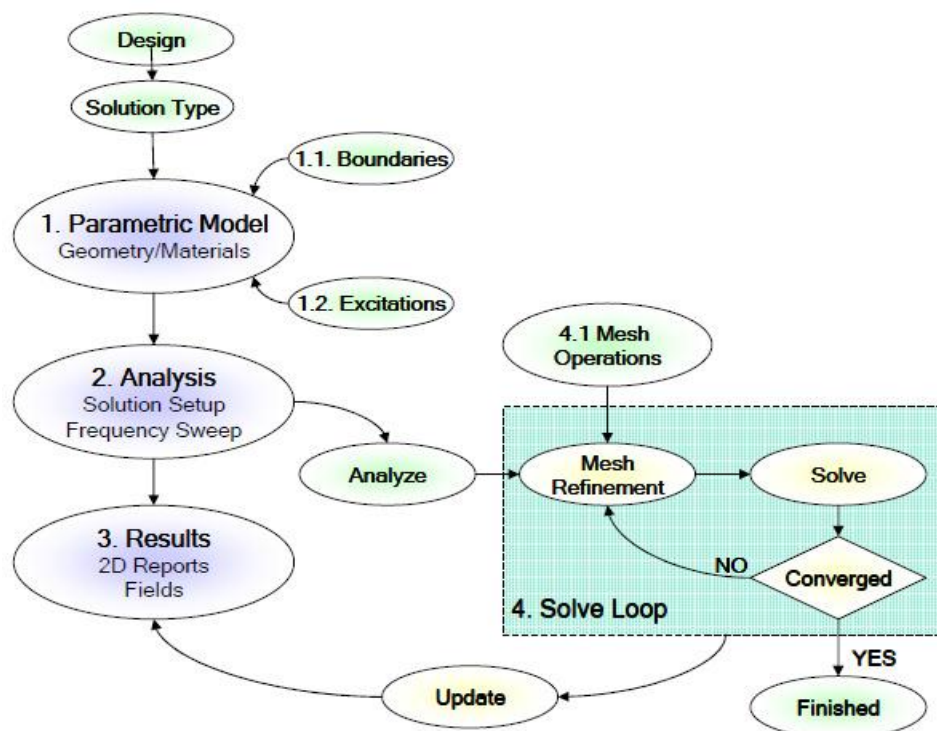 Design
Solution Type
1.1. Boundaries
1. Parametric Model
Geometry/Materials
1.2. Excitations
2. Analysis
Solution Setup
Frequency Sweep
4.1 Mesh
Operations
Analyze
Mesh
Refinement
Solve
3. Results
2D Reports
Fields
NO
Converged
4. Solve Loop
YES
Update
Finished